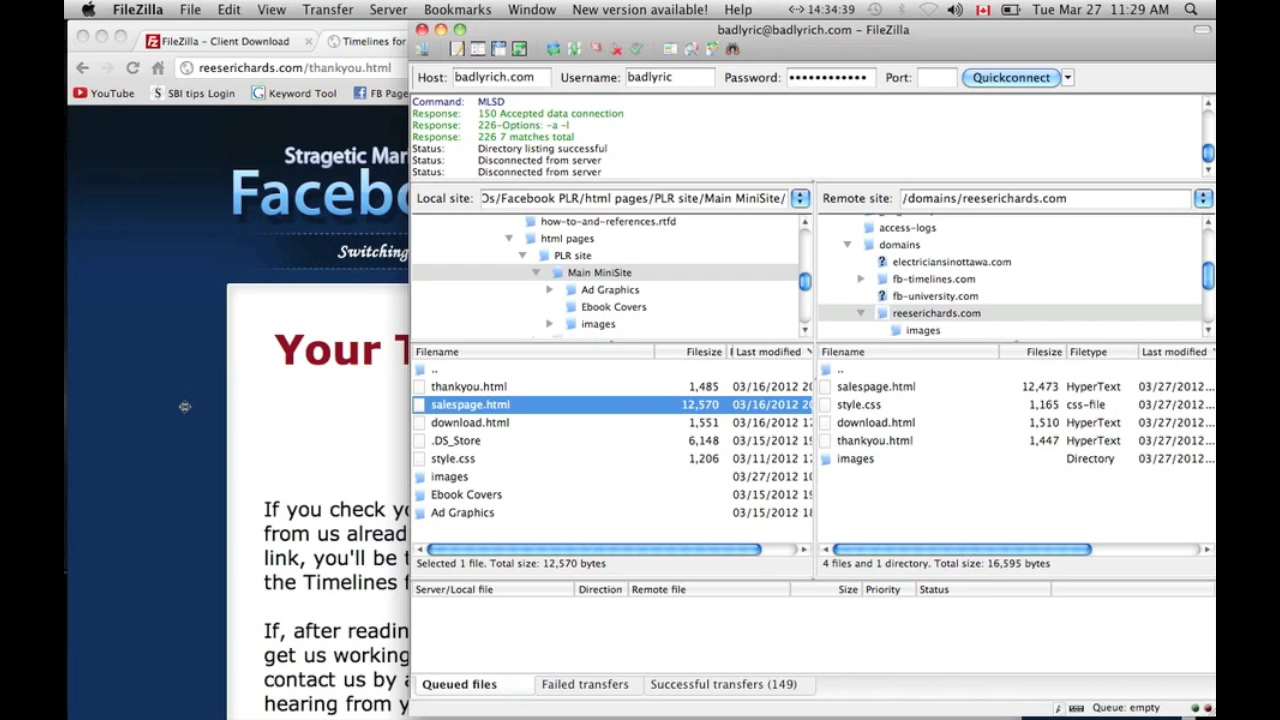 FileZilla File Edit View Transfer Server Bookmarks Window New version available! Help 14:34:39 Tue Mar 27 11:29 AM
badlyric@badlyrich.com - FileZilla
FileZilla - Client Download Timelines for
reeserichards.com/thankyou.html
YouTube SBI tips Login Keyword Tool FB Page
Stragetic Mar
Facebo
Switching
Your T
If you check yo
from us alread
link, you'll be t
the Timelines f
If, after readin
get us working
contact us by a
hearing from y
Host: badlyrich.com Username: badlyric Password: •••••••••••• Port: Quickconnect
Command: MLSD
Response: 150 Accepted data connection
Response: 226-Options: -a -l
Response: 226 7 matches total
Status: Directory listing successful
Status: Disconnected from server
Status: Disconnected from server
Local site: Os/Facebook PLR/html pages/PLR site/Main MiniSite/
how-to-and-references.rtfd
html pages
PLR site
Main MiniSite
Ad Graphics
Ebook Covers
images
Remote site: /domains/reeserichards.com
access-logs
domains
electriciansinottawa.com
fb-timelines.com
fb-university.com
reeserichards.com
images
Filename Filesize Last modified
..
thankyou.html 1,485 03/16/2012 20
salespage.html 12,570 03/16/2012 20
download.html 1,551 03/16/2012 17
.DS_Store 6,148 03/15/2012 19
style.css 1,206 03/11/2012 17
images 03/27/2012 10
Ebook Covers 03/15/2012 19
Ad Graphics 03/15/2012 18
Selected 1 file. Total size: 12,570 bytes
Filename Filesize Filetype Last modified
..
salespage.html 12,473 HyperText 03/27/2012...
style.css 1,165 css-file 03/27/2012...
download.html 1,510 HyperText 03/27/2012...
thankyou.html 1,447 HyperText 03/27/2012...
images Directory 03/27/2012...
4 files and 1 directory. Total size: 16,595 bytes
Server/Local file Direction Remote file Size Priority Status
Queued files Failed transfers Successful transfers (149)
Queue: empty